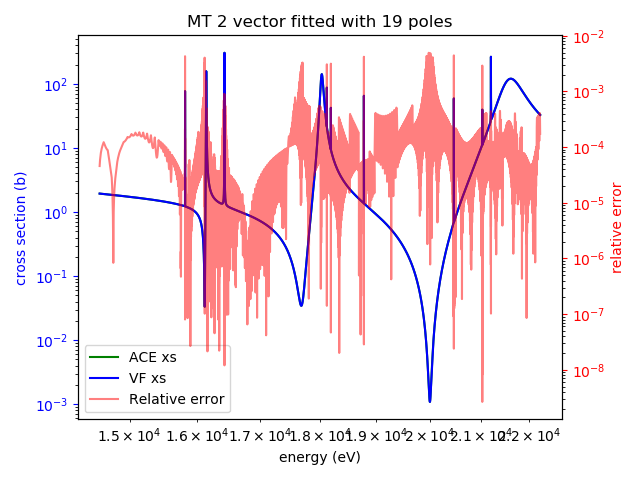 MT 2 vector fitted with 19 poles
cross section (b)
10²
10¹
10⁰
10⁻¹
10⁻²
10⁻³
10⁻²
10⁻³
10⁻⁴
10⁻⁵
10⁻⁶
10⁻⁷
10⁻⁸
relative error
ACE xs
VF xs
Relative error
1.5 × 10⁴ 1.6 × 10⁴ 1.7 × 10⁴ 1.8 × 10⁴ 1.9 × 10⁴ 2 × 10⁴ 2.1 × 10⁴ 2.2 × 10⁴
energy (eV)